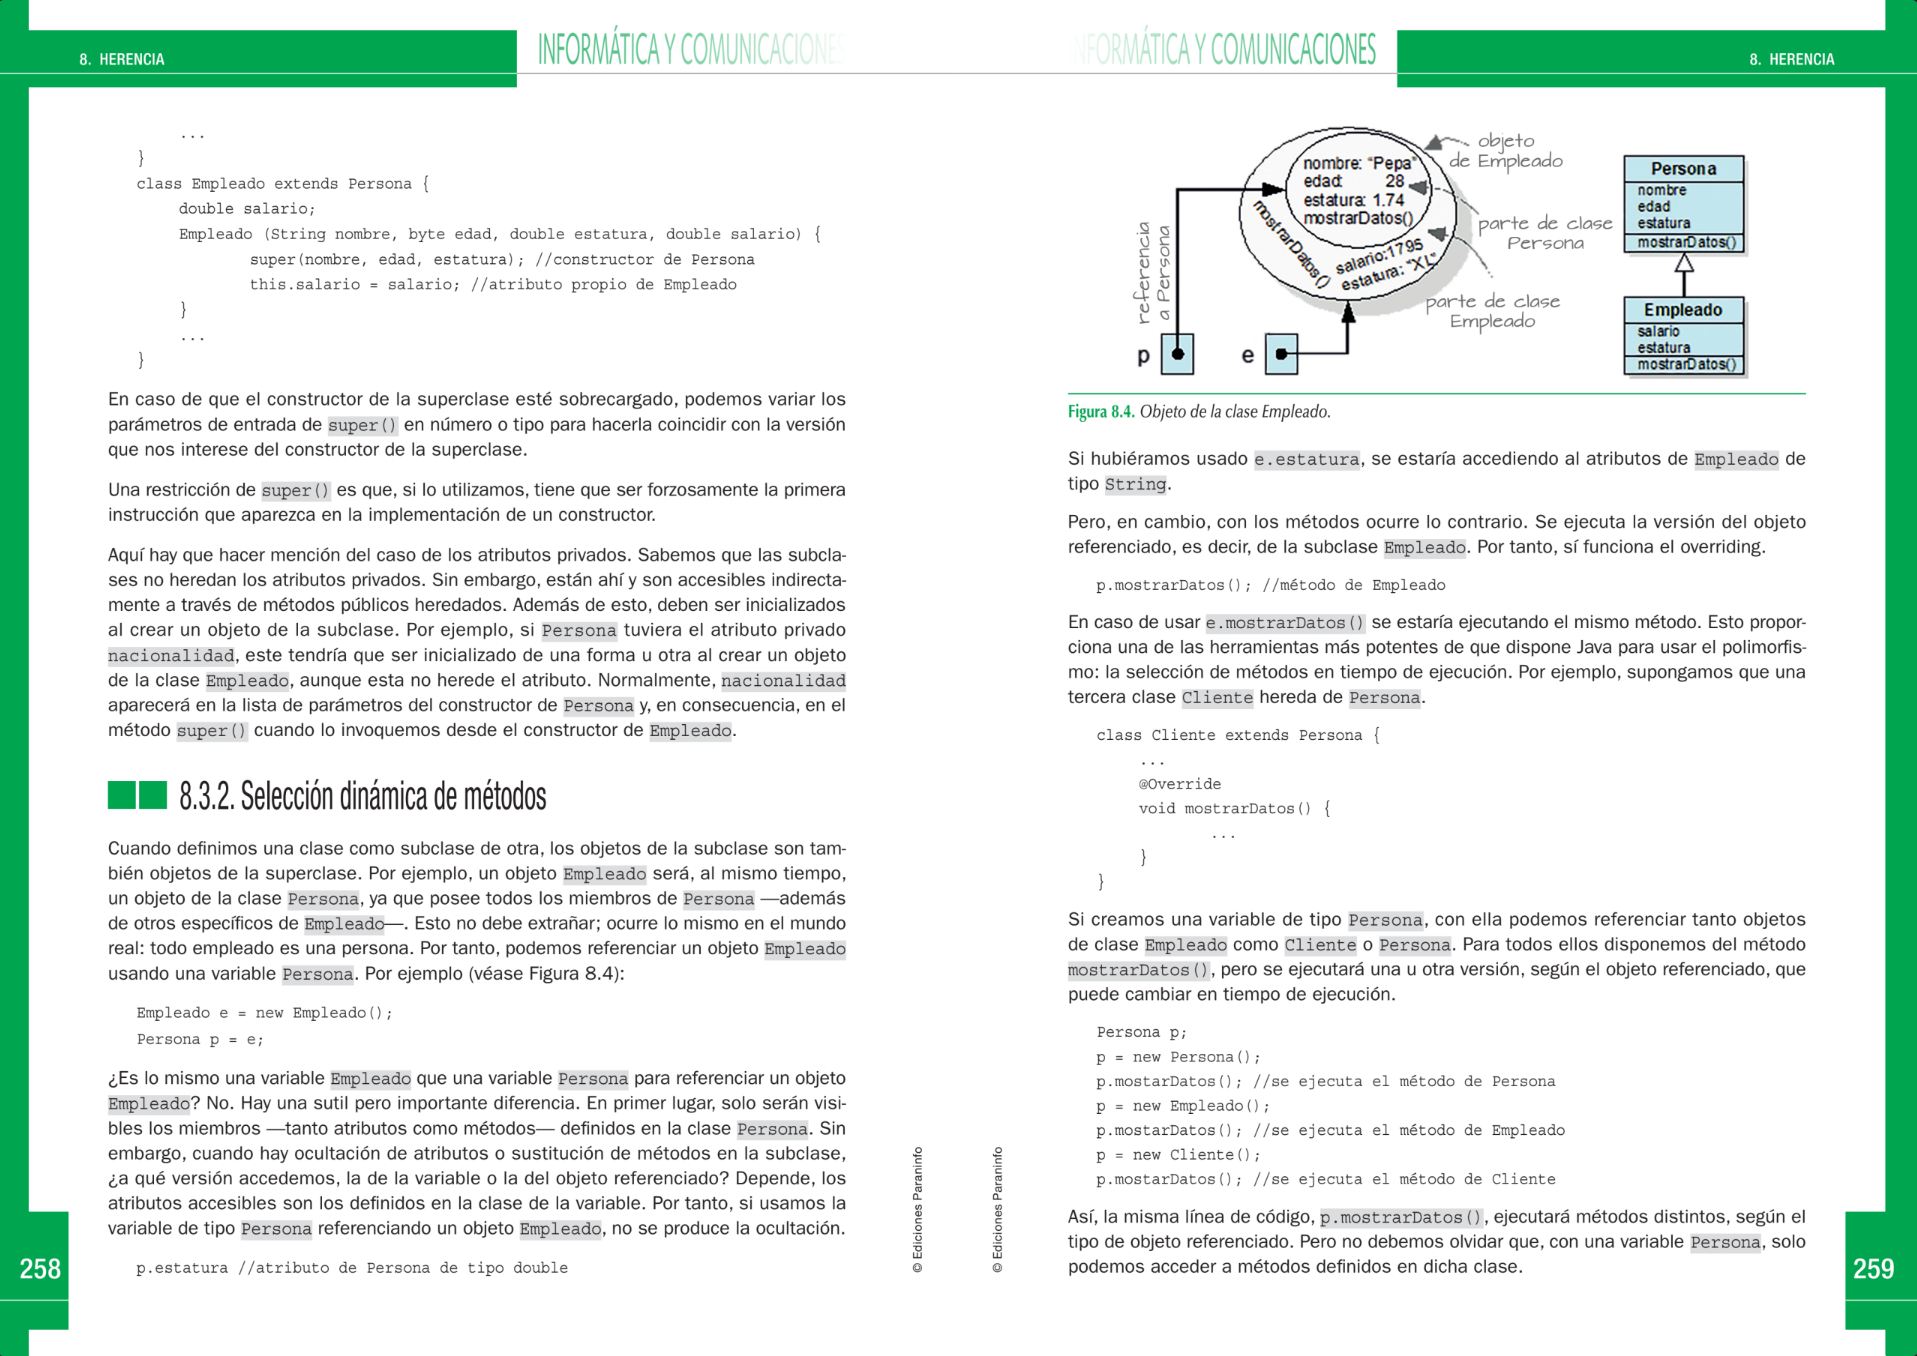 8. HERENCIA
INFORMÁTICA Y COMUNICACIONES
...
}
class Empleado extends Persona {
double salario;
Empleado (String nombre, byte edad, double estatura, double salario) {
super(nombre, edad, estatura); //constructor de Persona
this.salario = salario; //atributo propio de Empleado
}
...
}
En caso de que el constructor de la superclase esté sobrecargado, podemos variar los
parámetros de entrada de super() en número o tipo para hacerla coincidir con la versión
que nos interese del constructor de la superclase.
Una restricción de super() es que, si lo utilizamos, tiene que ser forzosamente la primera
instrucción que aparezca en la implementación de un constructor.
Aquí hay que hacer mención del caso de los atributos privados. Sabemos que las subcla-
ses no heredan los atributos privados. Sin embargo, están ahí y son accesibles indirecta-
mente a través de métodos públicos heredados. Además de esto, deben ser inicializados
al crear un objeto de la subclase. Por ejemplo, si Persona tuviera el atributo privado
nacionalidad, este tendría que ser inicializado de una forma u otra al crear un objeto
de la clase Empleado, aunque esta no herede el atributo. Normalmente, nacionalidad
aparecerá en la lista de parámetros del constructor de Persona y, en consecuencia, en el
método super() cuando lo invoquemos desde el constructor de Empleado.
8.3.2. Selección dinámica de métodos
Cuando definimos una clase como subclase de otra, los objetos de la subclase son tam-
bién objetos de la superclase. Por ejemplo, un objeto Empleado será, al mismo tiempo,
un objeto de la clase Persona, ya que posee todos los miembros de Persona —además
de otros específicos de Empleado—. Esto no debe extrañar; ocurre lo mismo en el mundo
real: todo empleado es una persona. Por tanto, podemos referenciar un objeto Empleado
usando una variable Persona. Por ejemplo (véase Figura 8.4):
Empleado e = new Empleado();
Persona p = e;
¿Es lo mismo una variable Empleado que una variable Persona para referenciar un objeto
Empleado? No. Hay una sutil pero importante diferencia. En primer lugar, solo serán visi-
bles los miembros —tanto atributos como métodos— definidos en la clase Persona. Sin
embargo, cuando hay ocultación de atributos o sustitución de métodos en la subclase,
¿a qué versión accedemos, la de la variable o la del objeto referenciado? Depende, los
atributos accesibles son los definidos en la clase de la variable. Por tanto, si usamos la
variable de tipo Persona referenciando un objeto Empleado, no se produce la ocultación.
p.estatura //atributo de Persona de tipo double
© Ediciones Paraninfo
258
INFORMÁTICA Y COMUNICACIONES
8. HERENCIA
nombre: "Pepa"
edad: 28
estatura: 1.74
mostrarDatos()
mostrarDatos()
salario:1795
estatura: "XL"
objeto
de Empleado
parte de clase
Persona
parte de clase
Empleado
referencia
a Persona
p
e
Persona
nombre
edad
estatura
mostrarDatos()
Empleado
salario
estatura
mostrarDatos()
Figura 8.4. Objeto de la clase Empleado.
Si hubiéramos usado e.estatura, se estaría accediendo al atributos de Empleado de
tipo String.
Pero, en cambio, con los métodos ocurre lo contrario. Se ejecuta la versión del objeto
referenciado, es decir, de la subclase Empleado. Por tanto, sí funciona el overriding.
p.mostrarDatos(); //método de Empleado
En caso de usar e.mostrarDatos() se estaría ejecutando el mismo método. Esto propor-
ciona una de las herramientas más potentes de que dispone Java para usar el polimorfis-
mo: la selección de métodos en tiempo de ejecución. Por ejemplo, supongamos que una
tercera clase Cliente hereda de Persona.
class Cliente extends Persona {
...
@Override
void mostrarDatos() {
...
}
}
Si creamos una variable de tipo Persona, con ella podemos referenciar tanto objetos
de clase Empleado como Cliente o Persona. Para todos ellos disponemos del método
mostrarDatos(), pero se ejecutará una u otra versión, según el objeto referenciado, que
puede cambiar en tiempo de ejecución.
Persona p;
p = new Persona();
p.mostarDatos(); //se ejecuta el método de Persona
p = new Empleado();
p.mostarDatos(); //se ejecuta el método de Empleado
p = new Cliente();
p.mostarDatos(); //se ejecuta el método de Cliente
Así, la misma línea de código, p.mostrarDatos(), ejecutará métodos distintos, según el
tipo de objeto referenciado. Pero no debemos olvidar que, con una variable Persona, solo
podemos acceder a métodos definidos en dicha clase.
© Ediciones Paraninfo
259